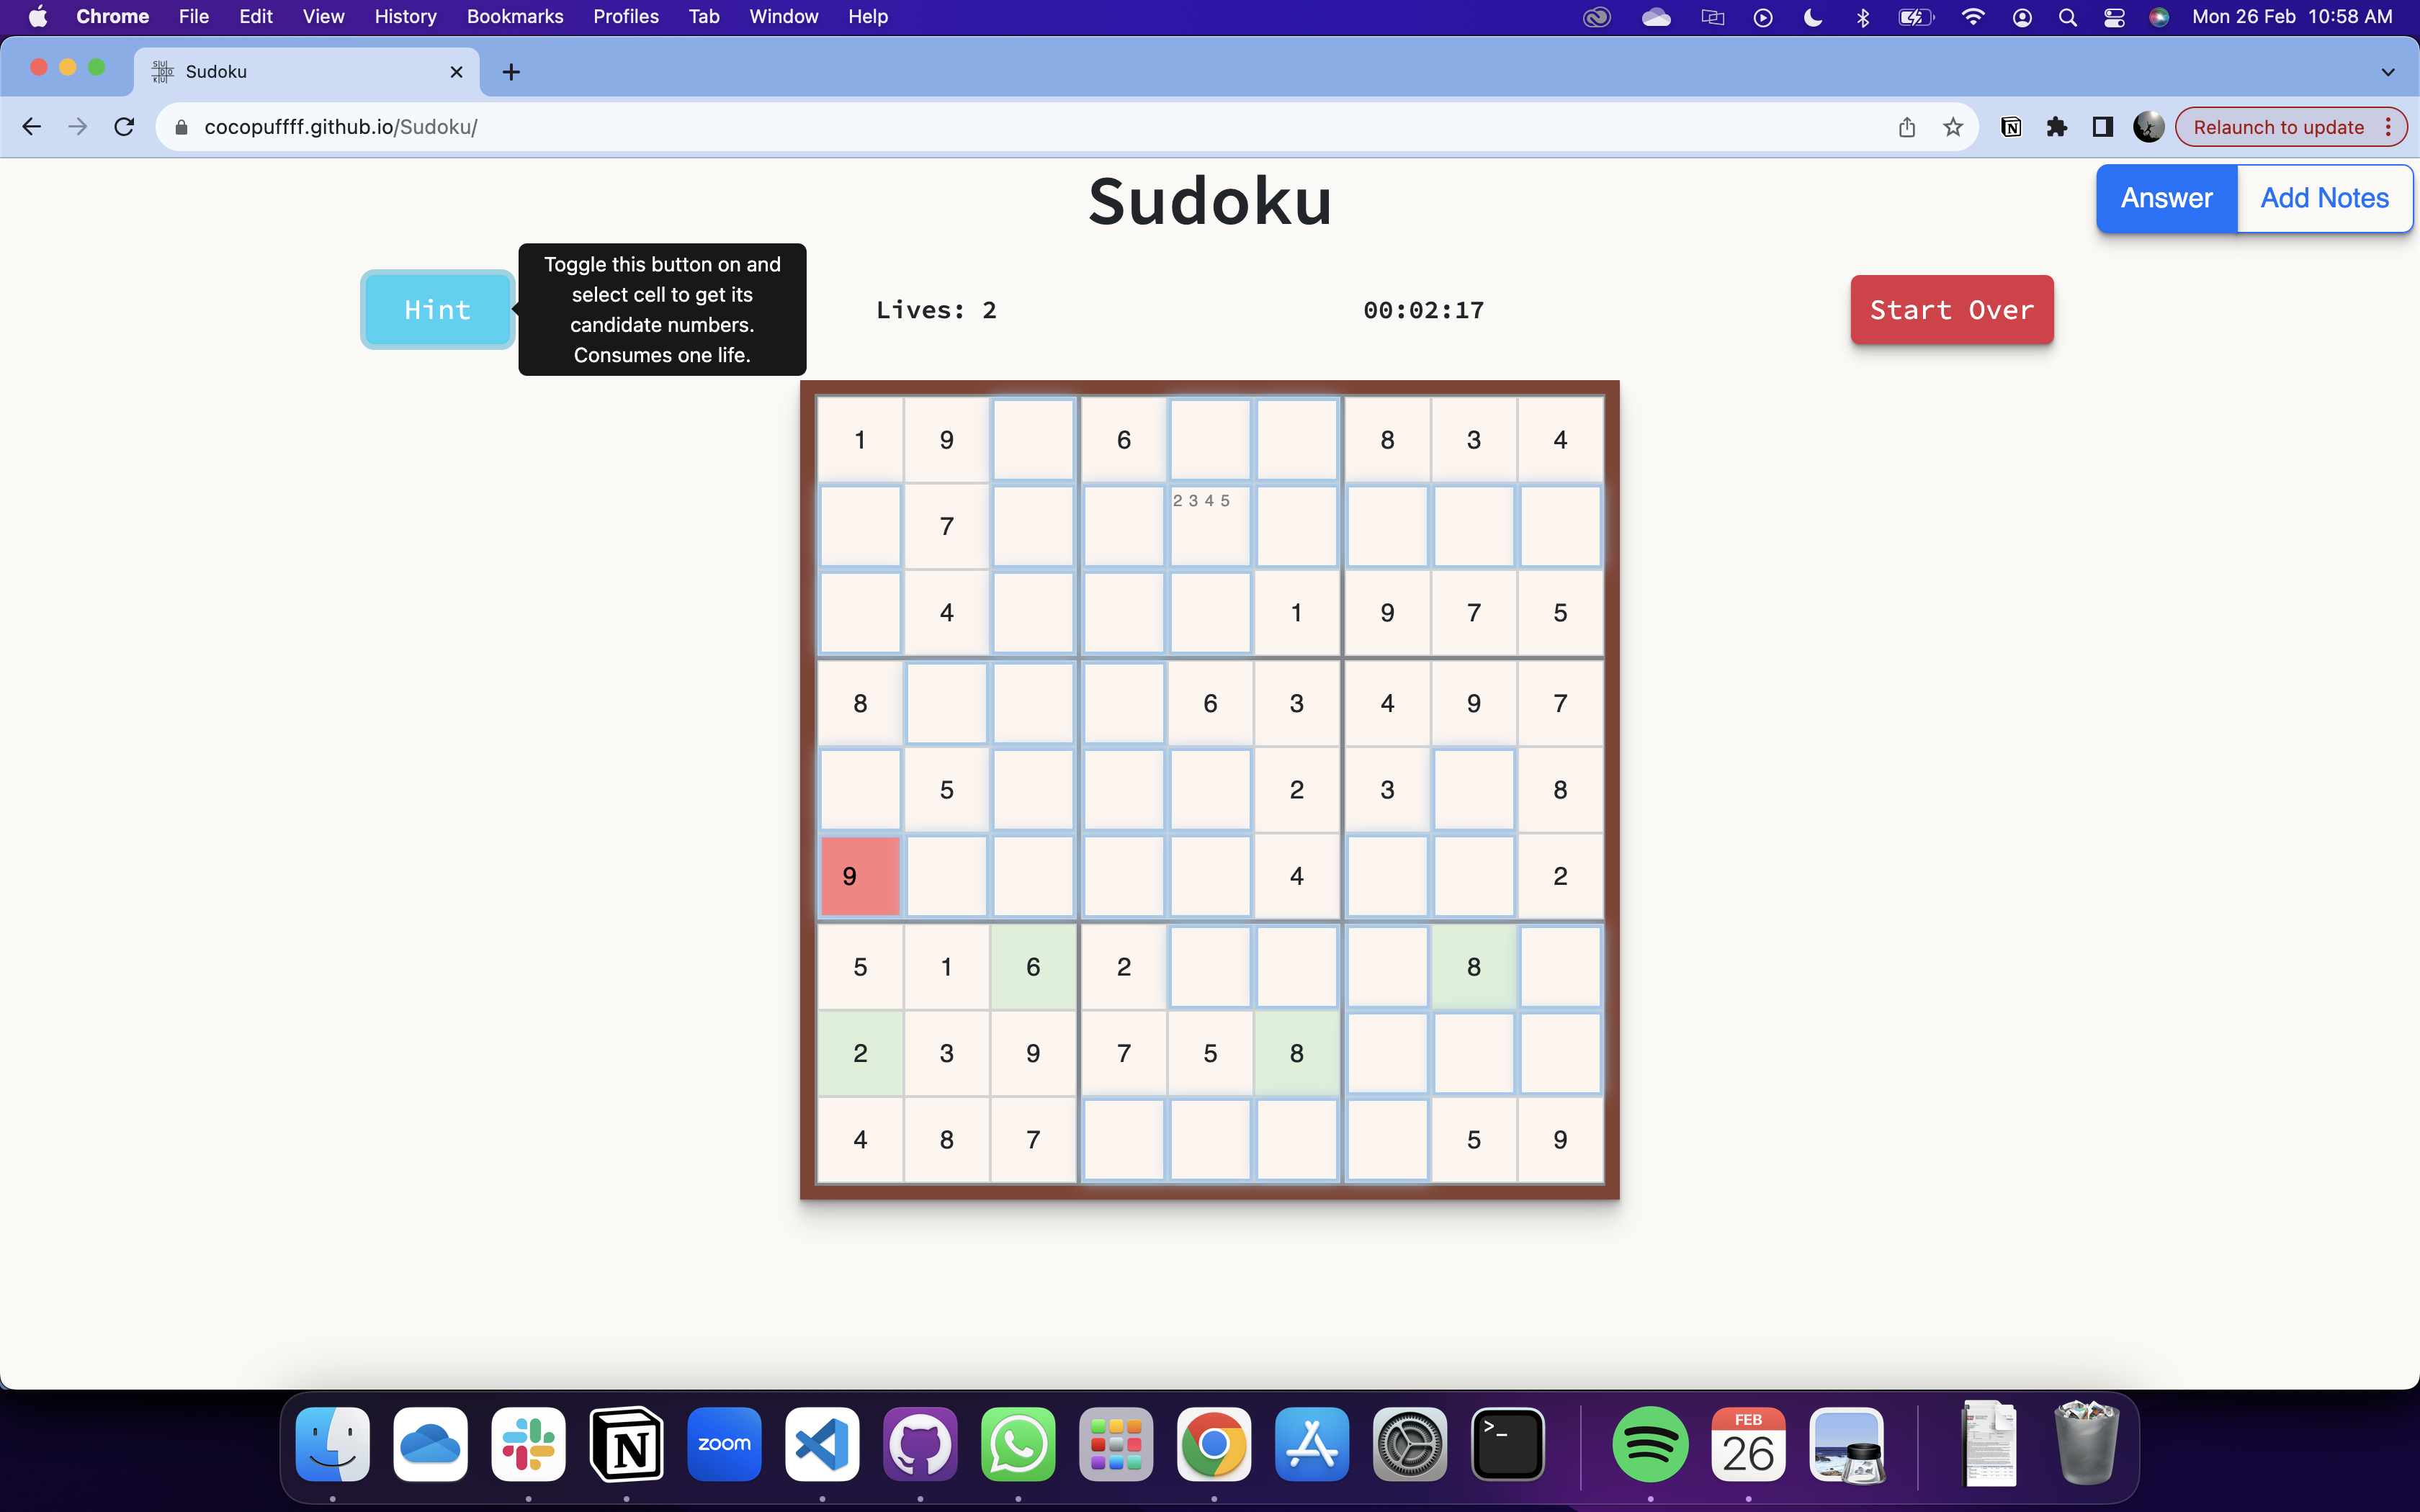 Chrome File Edit View History Bookmarks Profiles Tab Window Help Mon 26 Feb 10:58 AM
Sudoku
cocopuffff.github.io/Sudoku/ Relaunch to update
Sudoku
Answer Add Notes
Hint
Toggle this button on and
select cell to get its
candidate numbers.
Consumes one life.
Lives: 2
00:02:17
Start Over
1 9 6 8 3 4
7 2 3 4 5
4 1 9 7 5
8 6 3 4 9 7
5 2 3 8
9 4 2
5 1 6 2 8
2 3 9 7 5 8
4 8 7 5 9
N
zoom
>_
FEB
26